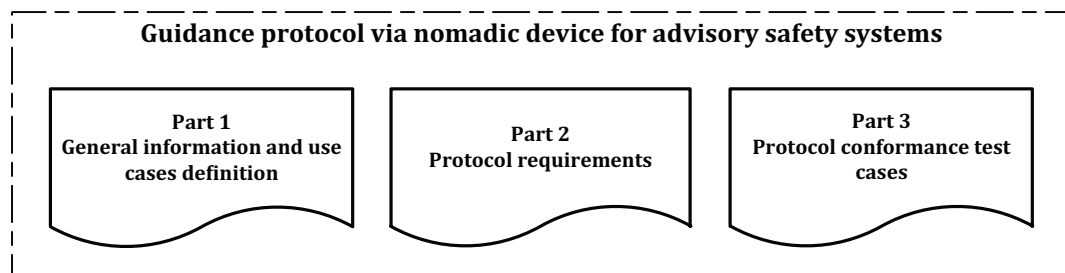 Guidance protocol via nomadic device for advisory safety systems
Part 1
General information and use
cases definition
Part 2
Protocol requirements
Part 3
Protocol conformance test
cases